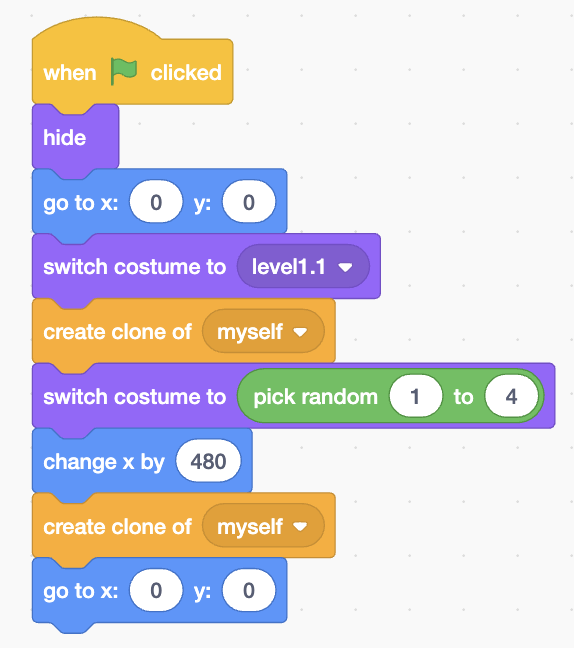 when clicked
hide
go to x: 0 y: 0
switch costume to level1.1
create clone of myself
switch costume to pick random 1 to 4
change x by 480
create clone of myself
go to x: 0 y: 0